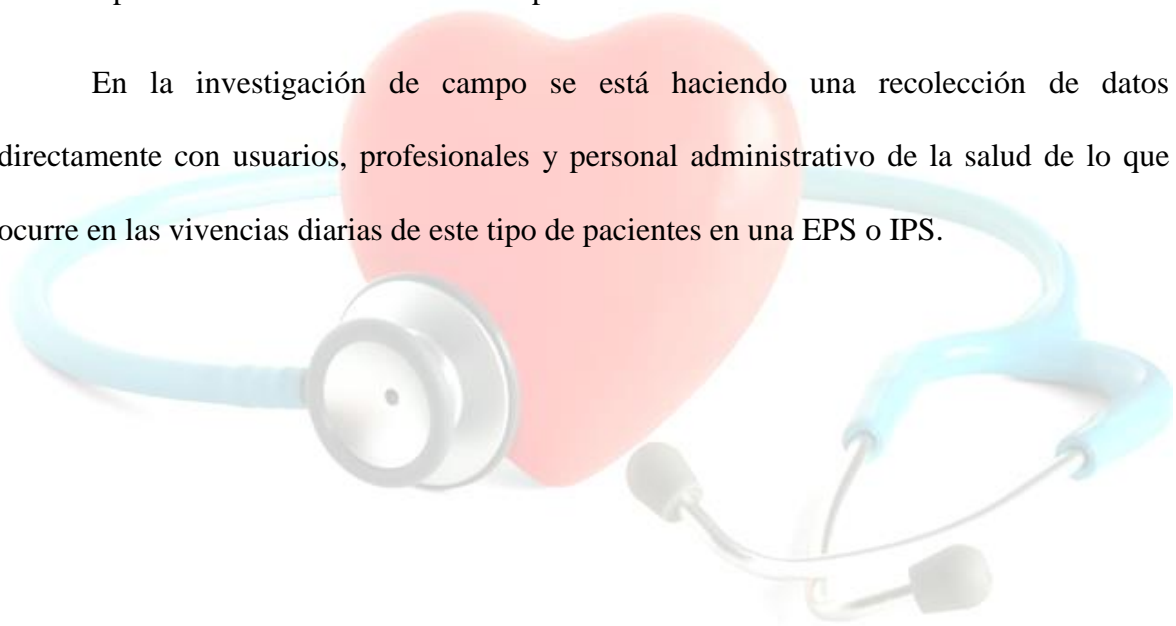 En la investigación de campo se está haciendo una recolección de datos
directamente con usuarios, profesionales y personal administrativo de la salud de lo que
ocurre en las vivencias diarias de este tipo de pacientes en una EPS o IPS.